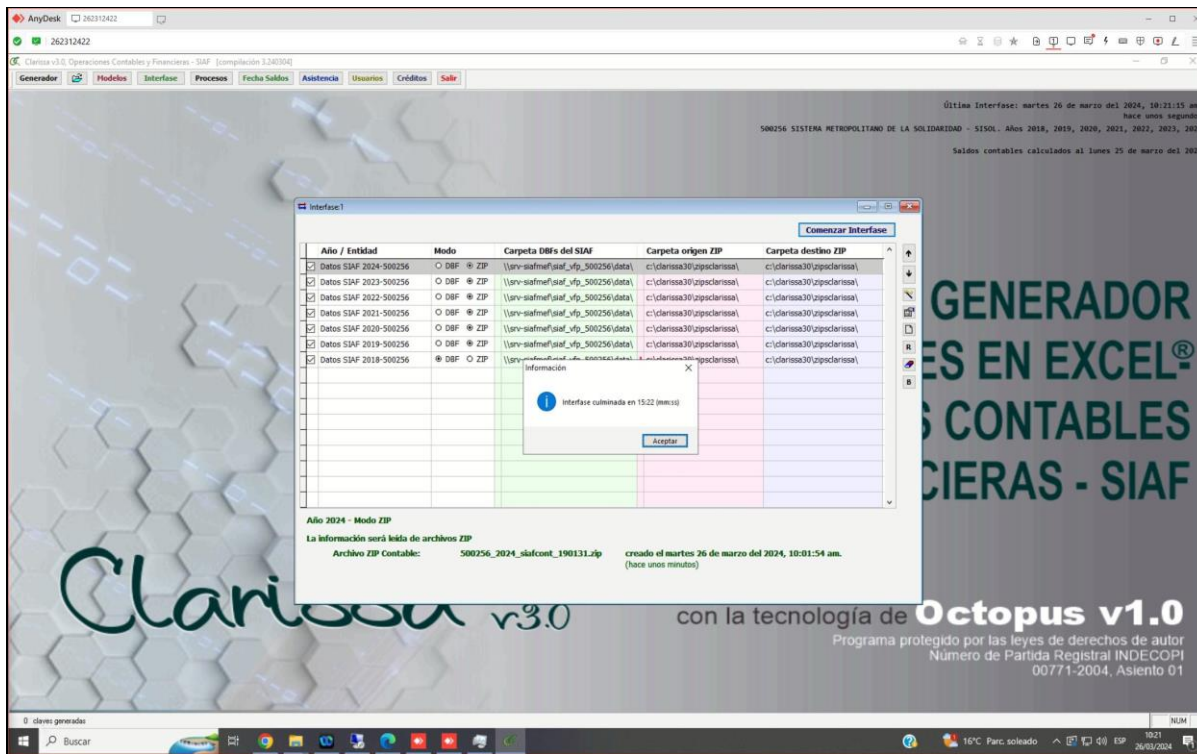 AnyDesk 262312422
262312422
Clarissa v3.0, Operaciones Contables y Financieras - SIAF [compilación 3.240304]
Generador Modelos Interfase Procesos Fecha Saldos Asistencia Usuarios Créditos Salir
Última Interfase: martes 26 de marzo del 2024, 10:21:15 am
hace unos segundo
500256 SISTEMA METROPOLITANO DE LA SOLIDARIDAD - SISOL. Años 2018, 2019, 2020, 2021, 2022, 2023, 202
Saldos contables calculados al lunes 25 de marzo del 202
Interfase:1
Comenzar Interfase
Año / Entidad Modo Carpeta DBFs del SIAF Carpeta origen ZIP Carpeta destino ZIP
Datos SIAF 2024-500256 DBF ZIP \\srv-siafmef\siaf_vfp_500256\data\ c:\clarissa30\zipsclarissa\ c:\clarissa30\zipsclarissa\
Datos SIAF 2023-500256 DBF ZIP \\srv-siafmef\siaf_vfp_500256\data\ c:\clarissa30\zipsclarissa\ c:\clarissa30\zipsclarissa\
Datos SIAF 2022-500256 DBF ZIP \\srv-siafmef\siaf_vfp_500256\data\ c:\clarissa30\zipsclarissa\ c:\clarissa30\zipsclarissa\
Datos SIAF 2021-500256 DBF ZIP \\srv-siafmef\siaf_vfp_500256\data\ c:\clarissa30\zipsclarissa\ c:\clarissa30\zipsclarissa\
Datos SIAF 2020-500256 DBF ZIP \\srv-siafmef\siaf_vfp_500256\data\ c:\clarissa30\zipsclarissa\ c:\clarissa30\zipsclarissa\
Datos SIAF 2019-500256 DBF ZIP \\srv-siafmef\siaf_vfp_500256\data\ c:\clarissa30\zipsclarissa\ c:\clarissa30\zipsclarissa\
Datos SIAF 2018-500256 DBF ZIP c:\clarissa30\zipsclarissa\
R
B
Información
Interfase culminada en 15:22 (mm:ss)
Aceptar
GENERADOR
ES EN EXCEL®
S CONTABLES
CIERAS - SIAF
Año 2024 - Modo ZIP
La información será leída de archivos ZIP
Archivo ZIP Contable: 500256_2024_siafcont_190131.zip creado el martes 26 de marzo del 2024, 10:01:54 am.
(hace unos minutos)
Clarissa v3.0
con la tecnología de Octopus v1.0
Programa protegido por las leyes de derechos de autor
Número de Partida Registral INDECOPI
00771-2004, Asiento 01
0 claves generadas
NUM
Buscar
16°C Parc. soleado
ESP
10:21
26/03/2024